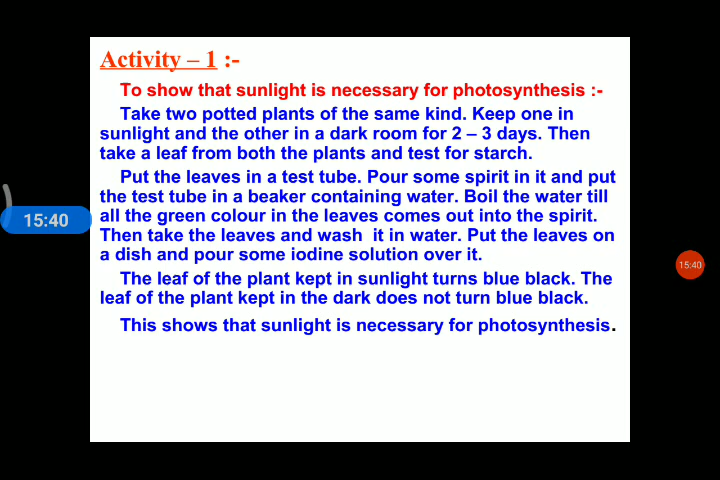 Activity – 1 :-
To show that sunlight is necessary for photosynthesis :-
Take two potted plants of the same kind. Keep one in
sunlight and the other in a dark room for 2 – 3 days. Then
take a leaf from both the plants and test for starch.
Put the leaves in a test tube. Pour some spirit in it and put
the test tube in a beaker containing water. Boil the water till
all the green colour in the leaves comes out into the spirit.
Then take the leaves and wash  it in water. Put the leaves on
a dish and pour some iodine solution over it.
The leaf of the plant kept in sunlight turns blue black. The
leaf of the plant kept in the dark does not turn blue black.
This shows that sunlight is necessary for photosynthesis.
15:40
15:40